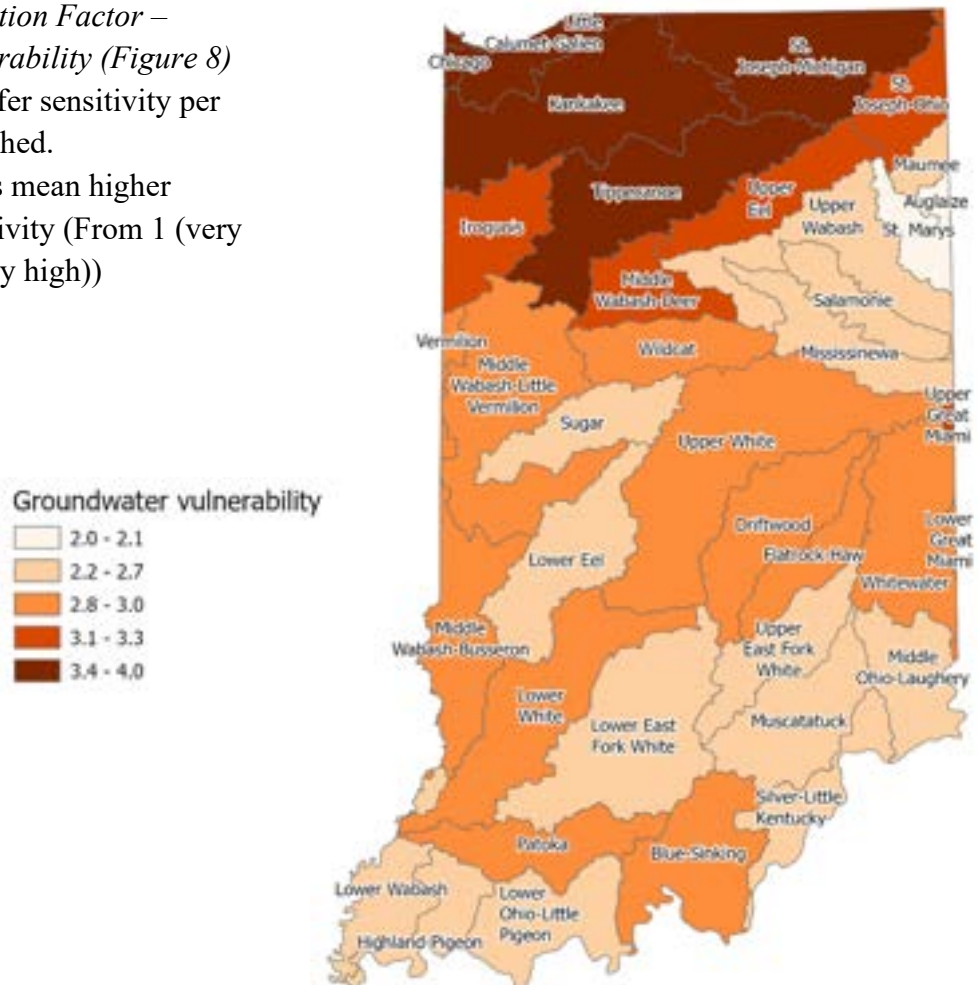 tion Factor –
rability (Figure 8)
fer sensitivity per
hed.
s mean higher
ivity (From 1 (very
y high))
Little
Calumet-Galien
Chicago
St.
Joseph-Michigan
Kankakee
St.
Joseph-Ohio
Maumee
Tippecanoe
Upper
Eel
Auglaize
Upper
Wabash
St. Marys
Iroquois
Middle
Wabash-Deer
Salamonie
Vermilion
Wildcat
Mississinewa
Middle
Wabash-Little
Vermilion
Upper
Great
Miami
Sugar
Upper White
Groundwater vulnerability
2.0 - 2.1
2.2 - 2.7
2.8 - 3.0
3.1 - 3.3
3.4 - 4.0
Driftwood
Lower
Great
Miami
Flatrock-Haw
Lower Eel
Whitewater
Middle
Wabash-Busseron
Upper
East Fork
White
Middle
Ohio-Laughery
Lower
White
Lower East
Fork White
Muscatatuck
Silver-Little
Kentucky
Patoka
Blue-Sinking
Lower Wabash
Lower
Ohio-Little
Pigeon
Highland-Pigeon